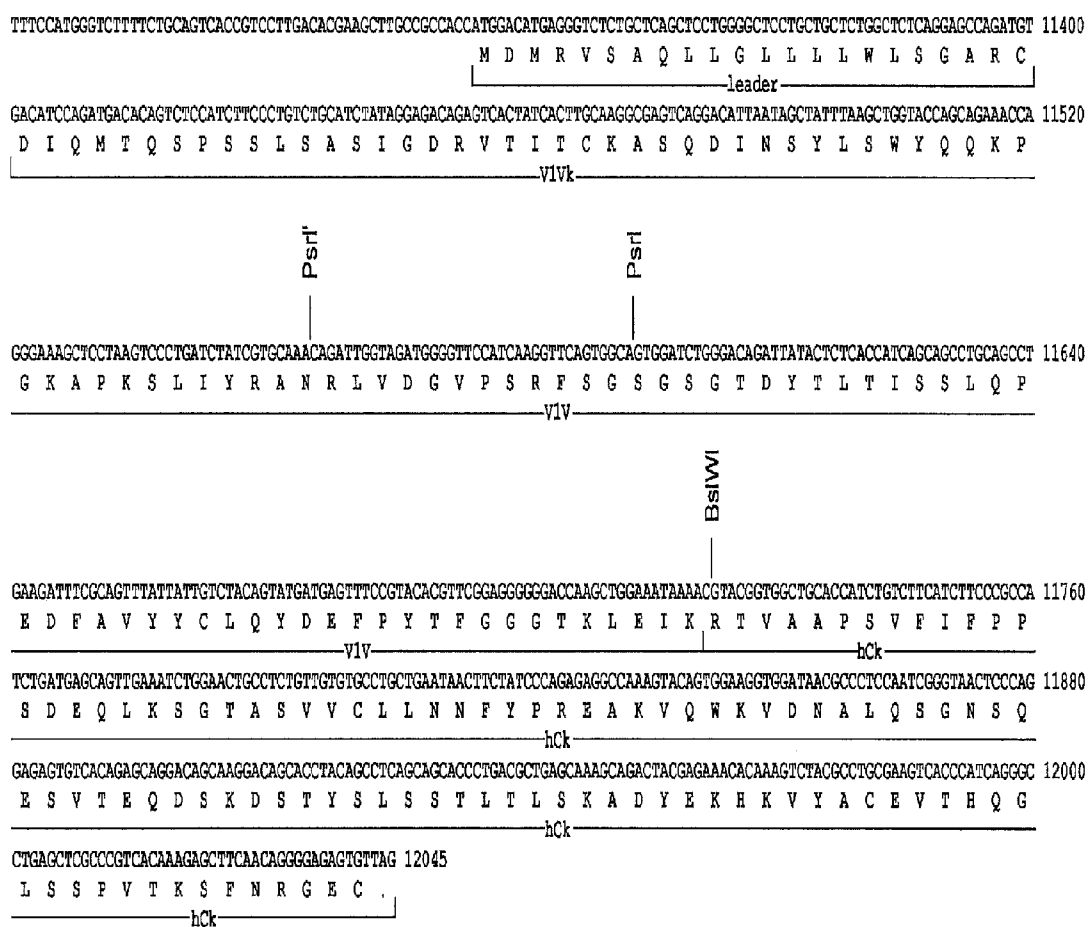 TTTCCATGGGTCTTTTCTGCAGTCACCGTCCTTGACACGAAGCTTGCCGCCACCATGGACATGAGGGTCTCTGCTCAGCTCCTGGGGCTCCTGCTGCTCTGGCTCTCAGGAGCCAGATGT 11400
M D M R V S A Q L L G L L L L W L S G A R C
leader
GACATCCAGATGACACAGTCTCCATCTTCCCTGTCTGCATCTATAGGAGACAGAGTCACTATCACTTGCAAGGCGAGTCAGGACATTAATAGCTATTTAAGCTGGTACCAGCAGAAACCA 11520
D I Q M T Q S P S S L S A S I G D R V T I T C K A S Q D I N S Y L S W Y Q Q K P
V1Vk
PsrI' PsrI
GGGAAAGCTCCTAAGTCCCTGATCTATCGTGCAAACAGATTGGTAGATGGGGTTCCATCAAGGTTCAGTGGCAGTGGATCTGGGACAGATTATACTCTCACCATCAGCAGCCTGCAGCCT 11640
G K A P K S L I Y R A N R L V D G V P S R F S G S G S G T D Y T L T I S S L Q P
V1V
BsiWI
GAAGATTTCGCAGTTTATTATTGTCTACAGTATGATGAGTTTCCGTACACGTTCGGAGGGGGGACCAAGCTGGAAATAAAACGTACGGTGGCTGCACCATCTGTCTTCATCTTCCCGCCA 11760
E D F A V Y Y C L Q Y D E F P Y T F G G G T K L E I K R T V A A P S V F I F P P
V1V hCk
TCTGATGAGCAGTTGAAATCTGGAACTGCCTCTGTTGTGTGCCTGCTGAATAACTTCTATCCCAGAGAGGCCAAAGTACAGTGGAAGGTGGATAACGCCCTCCAATCGGGTAACTCCCAG 11880
S D E Q L K S G T A S V V C L L N N F Y P R E A K V Q W K V D N A L Q S G N S Q
hCk
GAGAGTGTCACAGAGCAGGACAGCAAGGACAGCACCTACAGCCTCAGCAGCACCCTGACGCTGAGCAAAGCAGACTACGAGAAACACAAAGTCTACGCCTGCGAAGTCACCCATCAGGGC 12000
E S V T E Q D S K D S T Y S L S S T L T L S K A D Y E K H K V Y A C E V T H Q G
hCk
CTGAGCTCGCCCGTCACAAAGAGCTTCAACAGGGGAGAGTGTTAG 12045
L S S P V T K S F N R G E C .
hCk